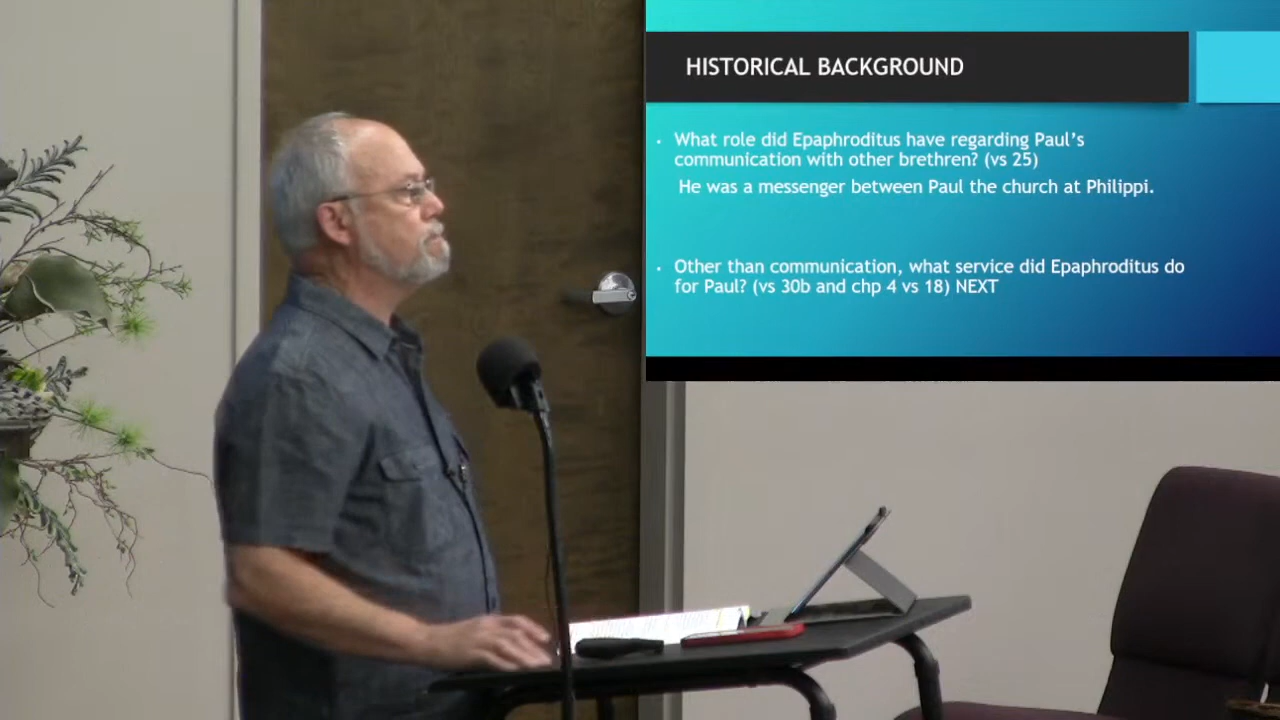 HISTORICAL BACKGROUND
What role did Epaphroditus have regarding Paul's
communication with other brethren? (vs 25)
He was a messenger between Paul the church at Philippi.
Other than communication, what service did Epaphroditus do
for Paul? (vs 30b and chp 4 vs 18) NEXT